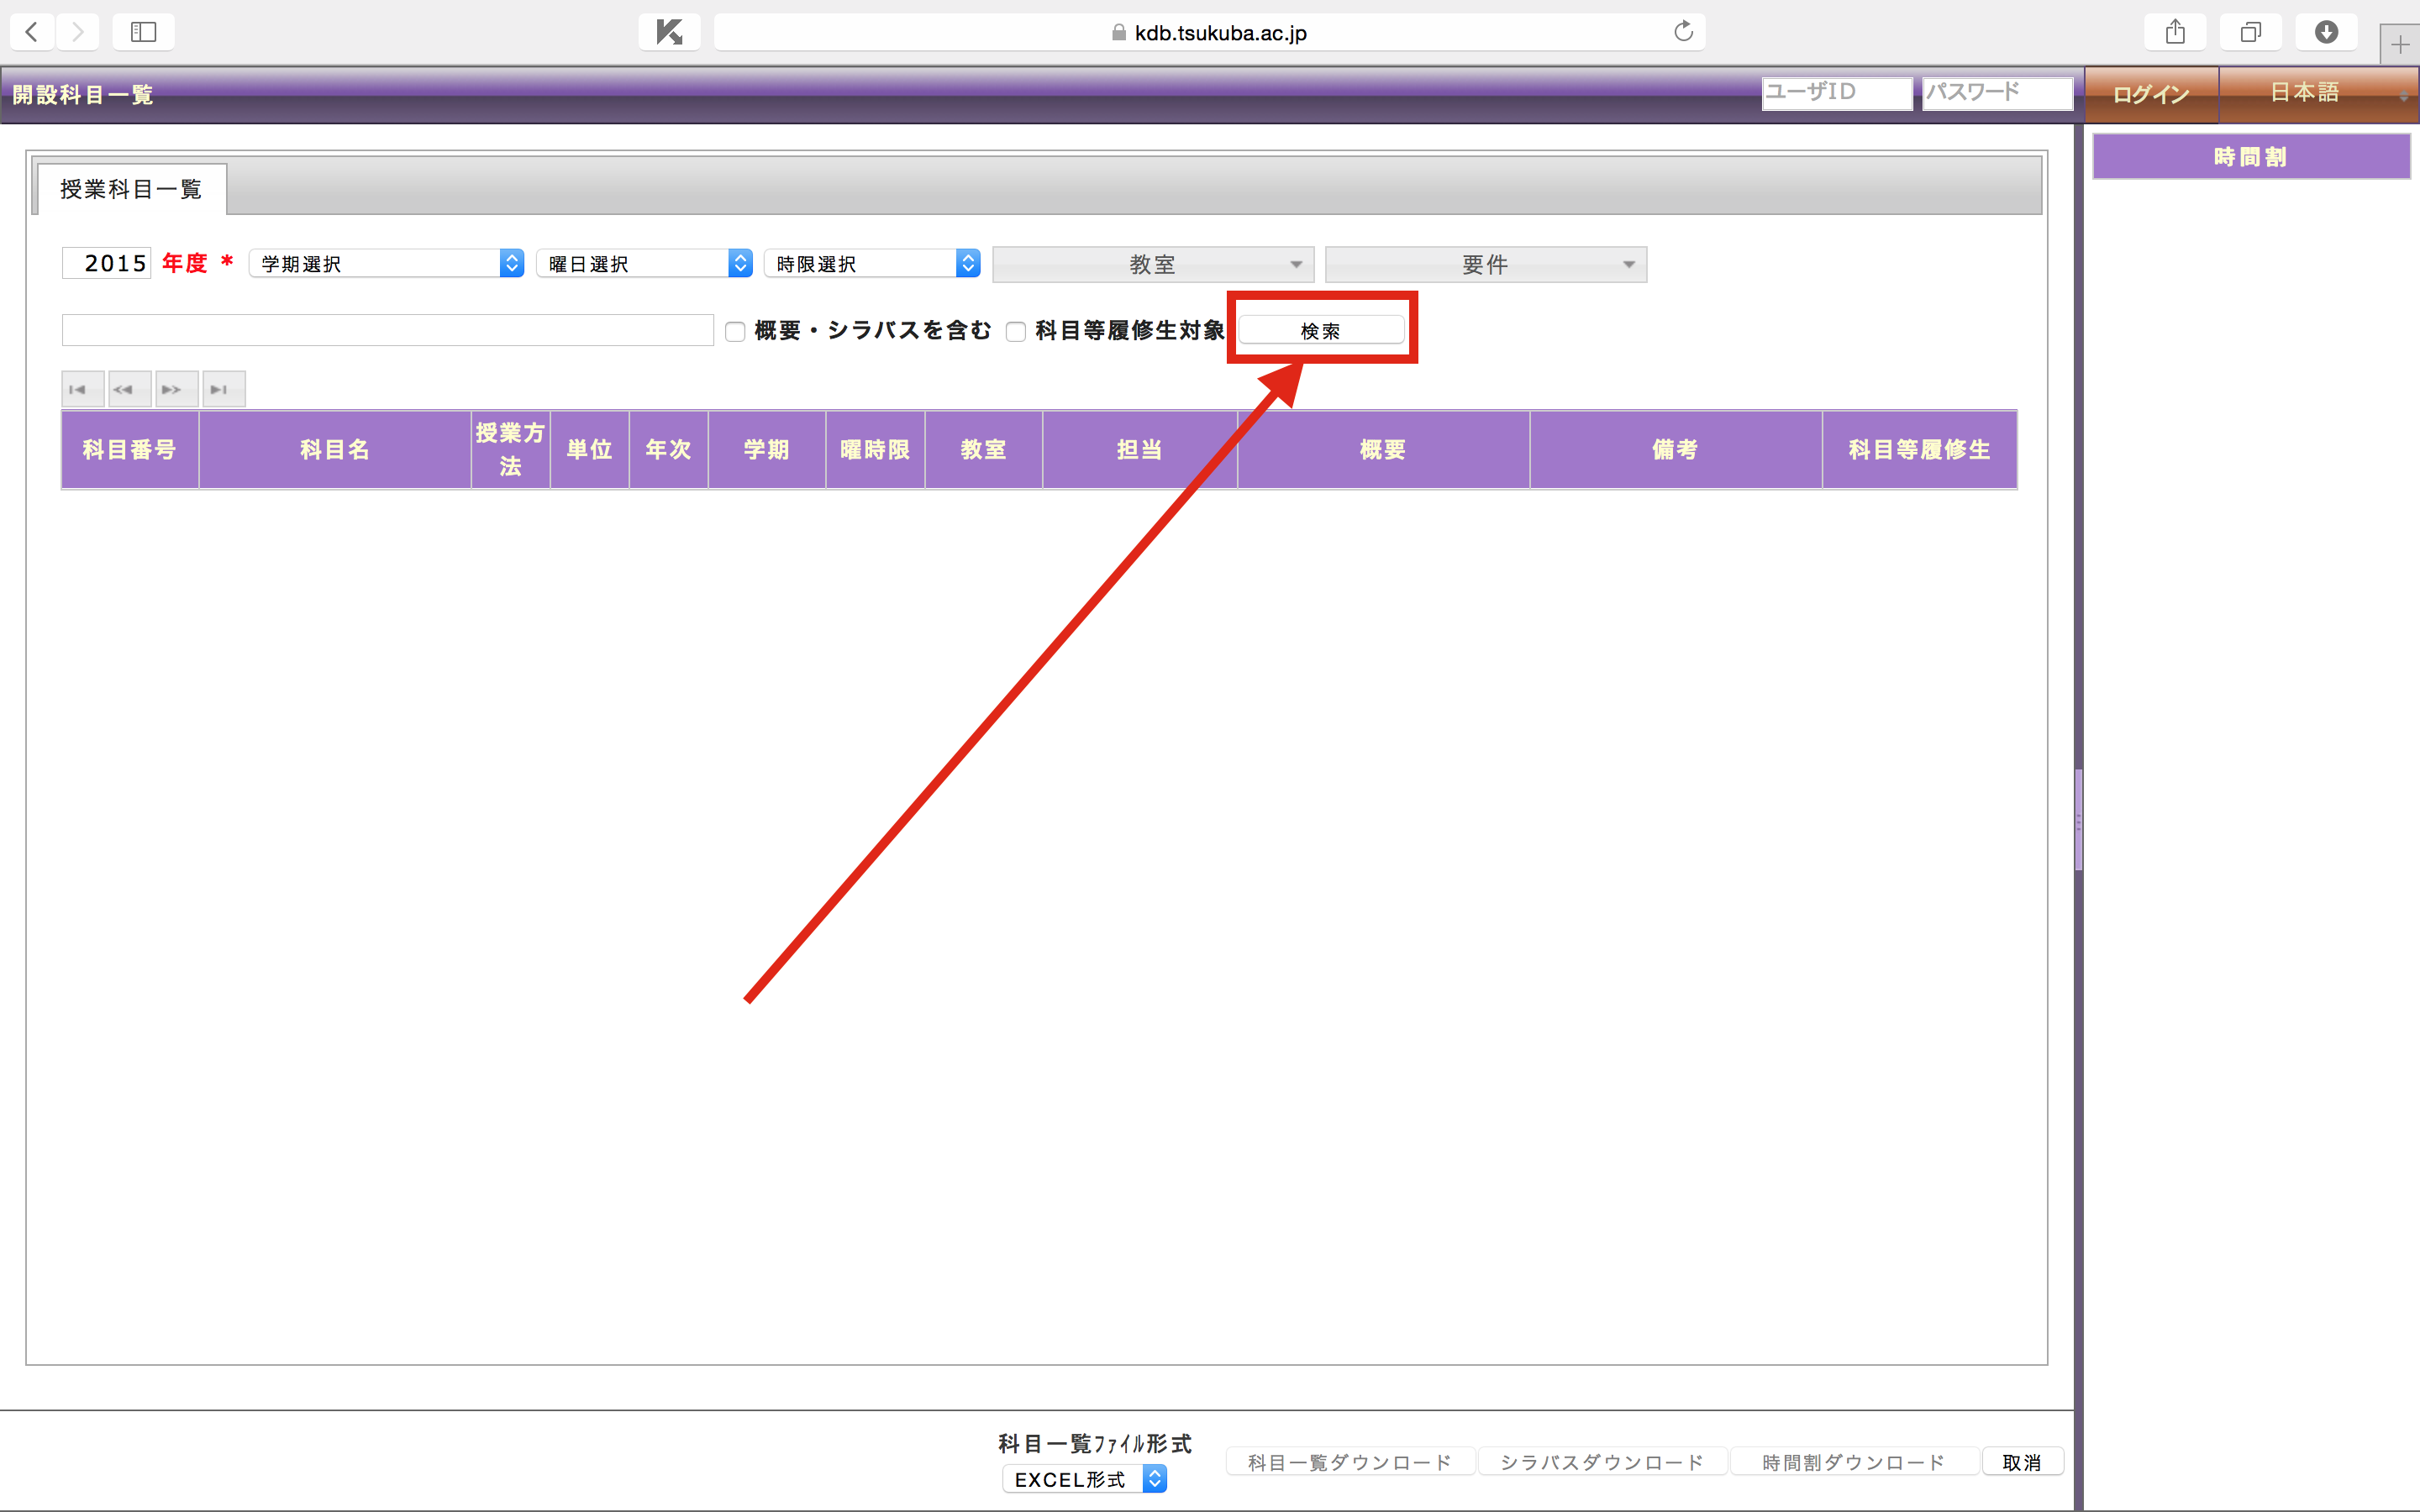 kdb.tsukuba.ac.jp
開設科目一覧 ユーザID パスワード ログイン 日本語
時間割
授業科目一覧
2015 年度 * 学期選択 曜日選択 時限選択 教室 要件
概要・シラバスを含む 科目等履修生対象 検索
科目番号 科目名 授業方法 単位 年次 学期 曜時限 教室 担当 概要 備考 科目等履修生
科目一覧ファイル形式
EXCEL形式 科目一覧ダウンロード シラバスダウンロード 時間割ダウンロード 取消